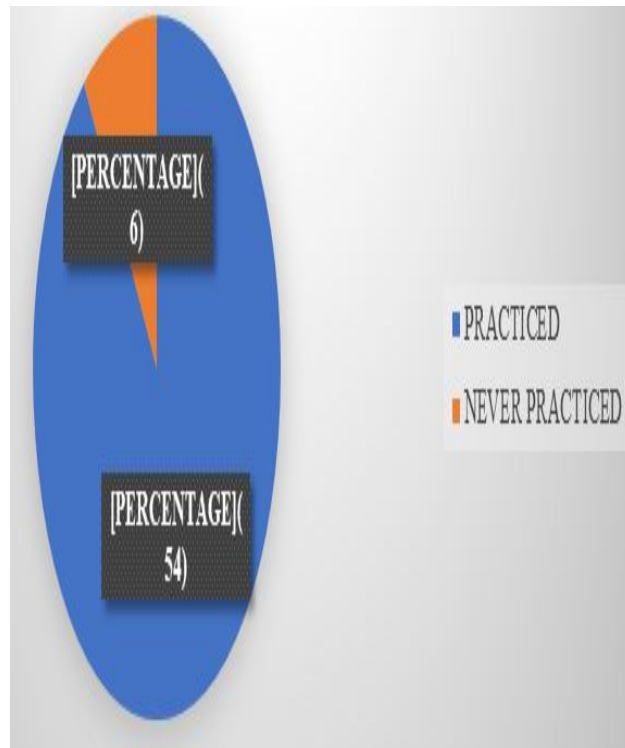 [PERCENTAGE](
6)
[PERCENTAGE](
54)
PRACTICED
NEVER PRACTICED